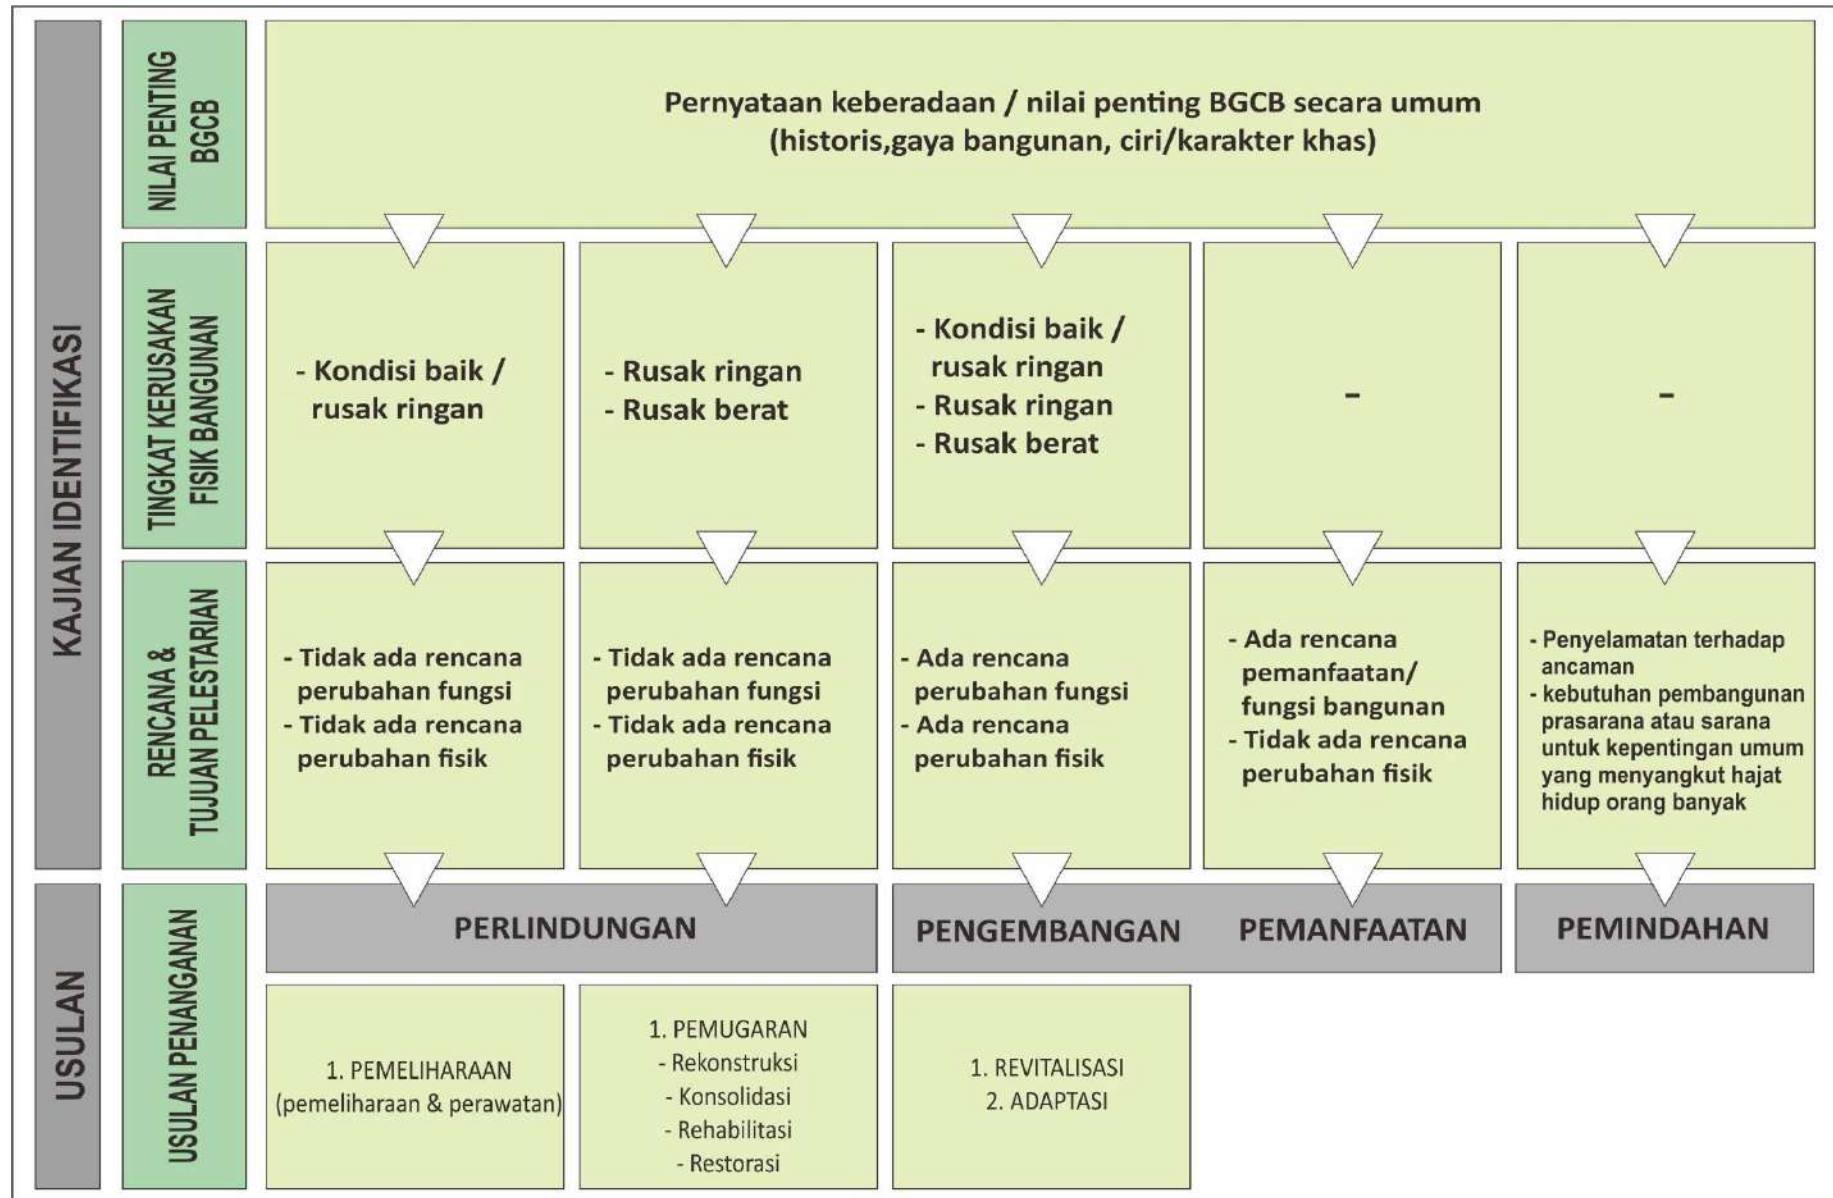 KAJIAN IDENTIFIKASI
NILAI PENTING
BGCB
Pernyataan keberadaan / nilai penting BGCB secara umum
(historis,gaya bangunan, ciri/karakter khas)
TINGKAT KERUSAKAN
FISIK BANGUNAN
- Kondisi baik /
rusak ringan
- Rusak ringan
- Rusak berat
- Kondisi baik /
rusak ringan
- Rusak ringan
- Rusak berat
-
-
RENCANA &
TUJUAN PELESTARIAN
- Tidak ada rencana
perubahan fungsi
- Tidak ada rencana
perubahan fisik
- Tidak ada rencana
perubahan fungsi
- Tidak ada rencana
perubahan fisik
- Ada rencana
perubahan fungsi
- Ada rencana
perubahan fisik
- Ada rencana
pemanfaatan/
fungsi bangunan
- Tidak ada rencana
perubahan fisik
- Penyelamatan terhadap
ancaman
- kebutuhan pembangunan
prasarana atau sarana
untuk kepentingan umum
yang menyangkut hajat
hidup orang banyak
USULAN
USULAN PENANGANAN
PERLINDUNGAN
PENGEMBANGAN
PEMANFAATAN
PEMINDAHAN
1. PEMELIHARAAN
(pemeliharaan & perawatan)
1. PEMUGARAN
- Rekonstruksi
- Konsolidasi
- Rehabilitasi
- Restorasi
1. REVITALISASI
2. ADAPTASI